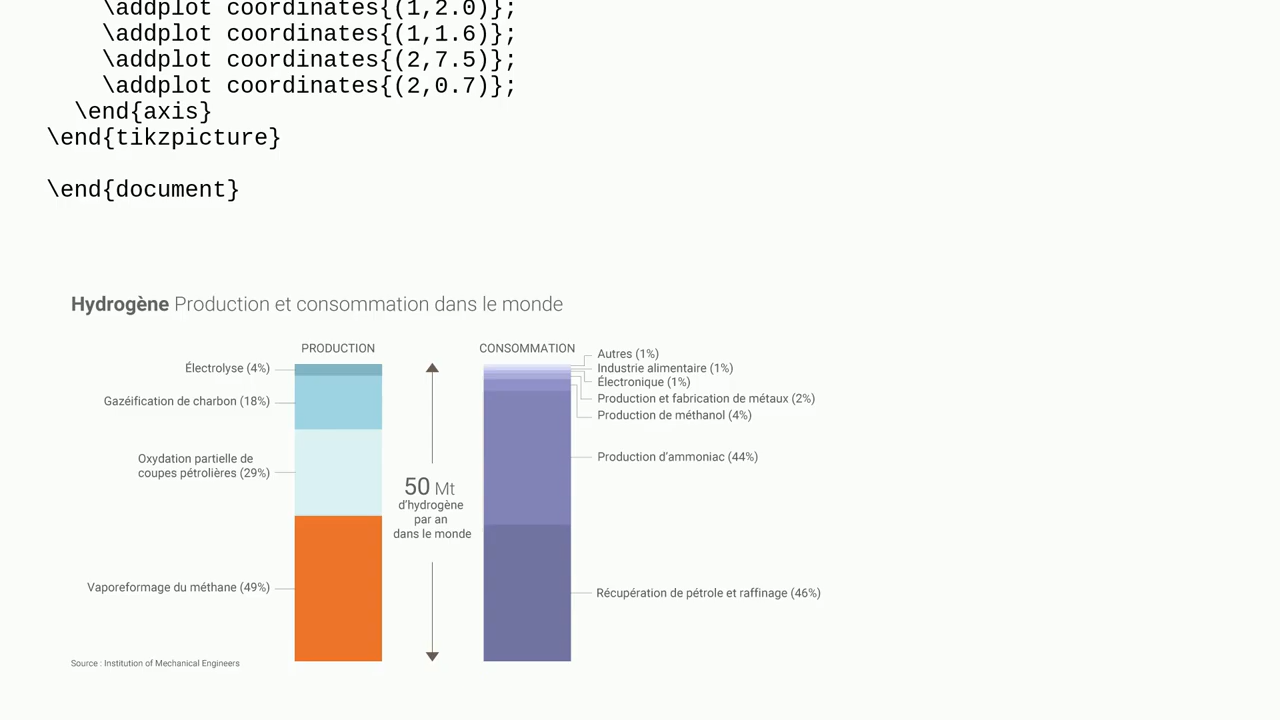 \addplot coordinates{(1,2.0)};
\addplot coordinates{(1,1.6)};
\addplot coordinates{(2,7.5)};
\addplot coordinates{(2,0.7)};
\end{axis}
\end{tikzpicture}
\end{document}
Hydrogène Production et consommation dans le monde
PRODUCTION
Électrolyse (4%)
Gazéification de charbon (18%)
Oxydation partielle de
coupes pétrolières (29%)
Vaporeformage du méthane (49%)
50 Mt
d'hydrogène
par an
dans le monde
CONSOMMATION
Autres (1%)
Industrie alimentaire (1%)
Électronique (1%)
Production et fabrication de métaux (2%)
Production de méthanol (4%)
Production d'ammoniac (44%)
Récupération de pétrole et raffinage (46%)
Source : Institution of Mechanical Engineers